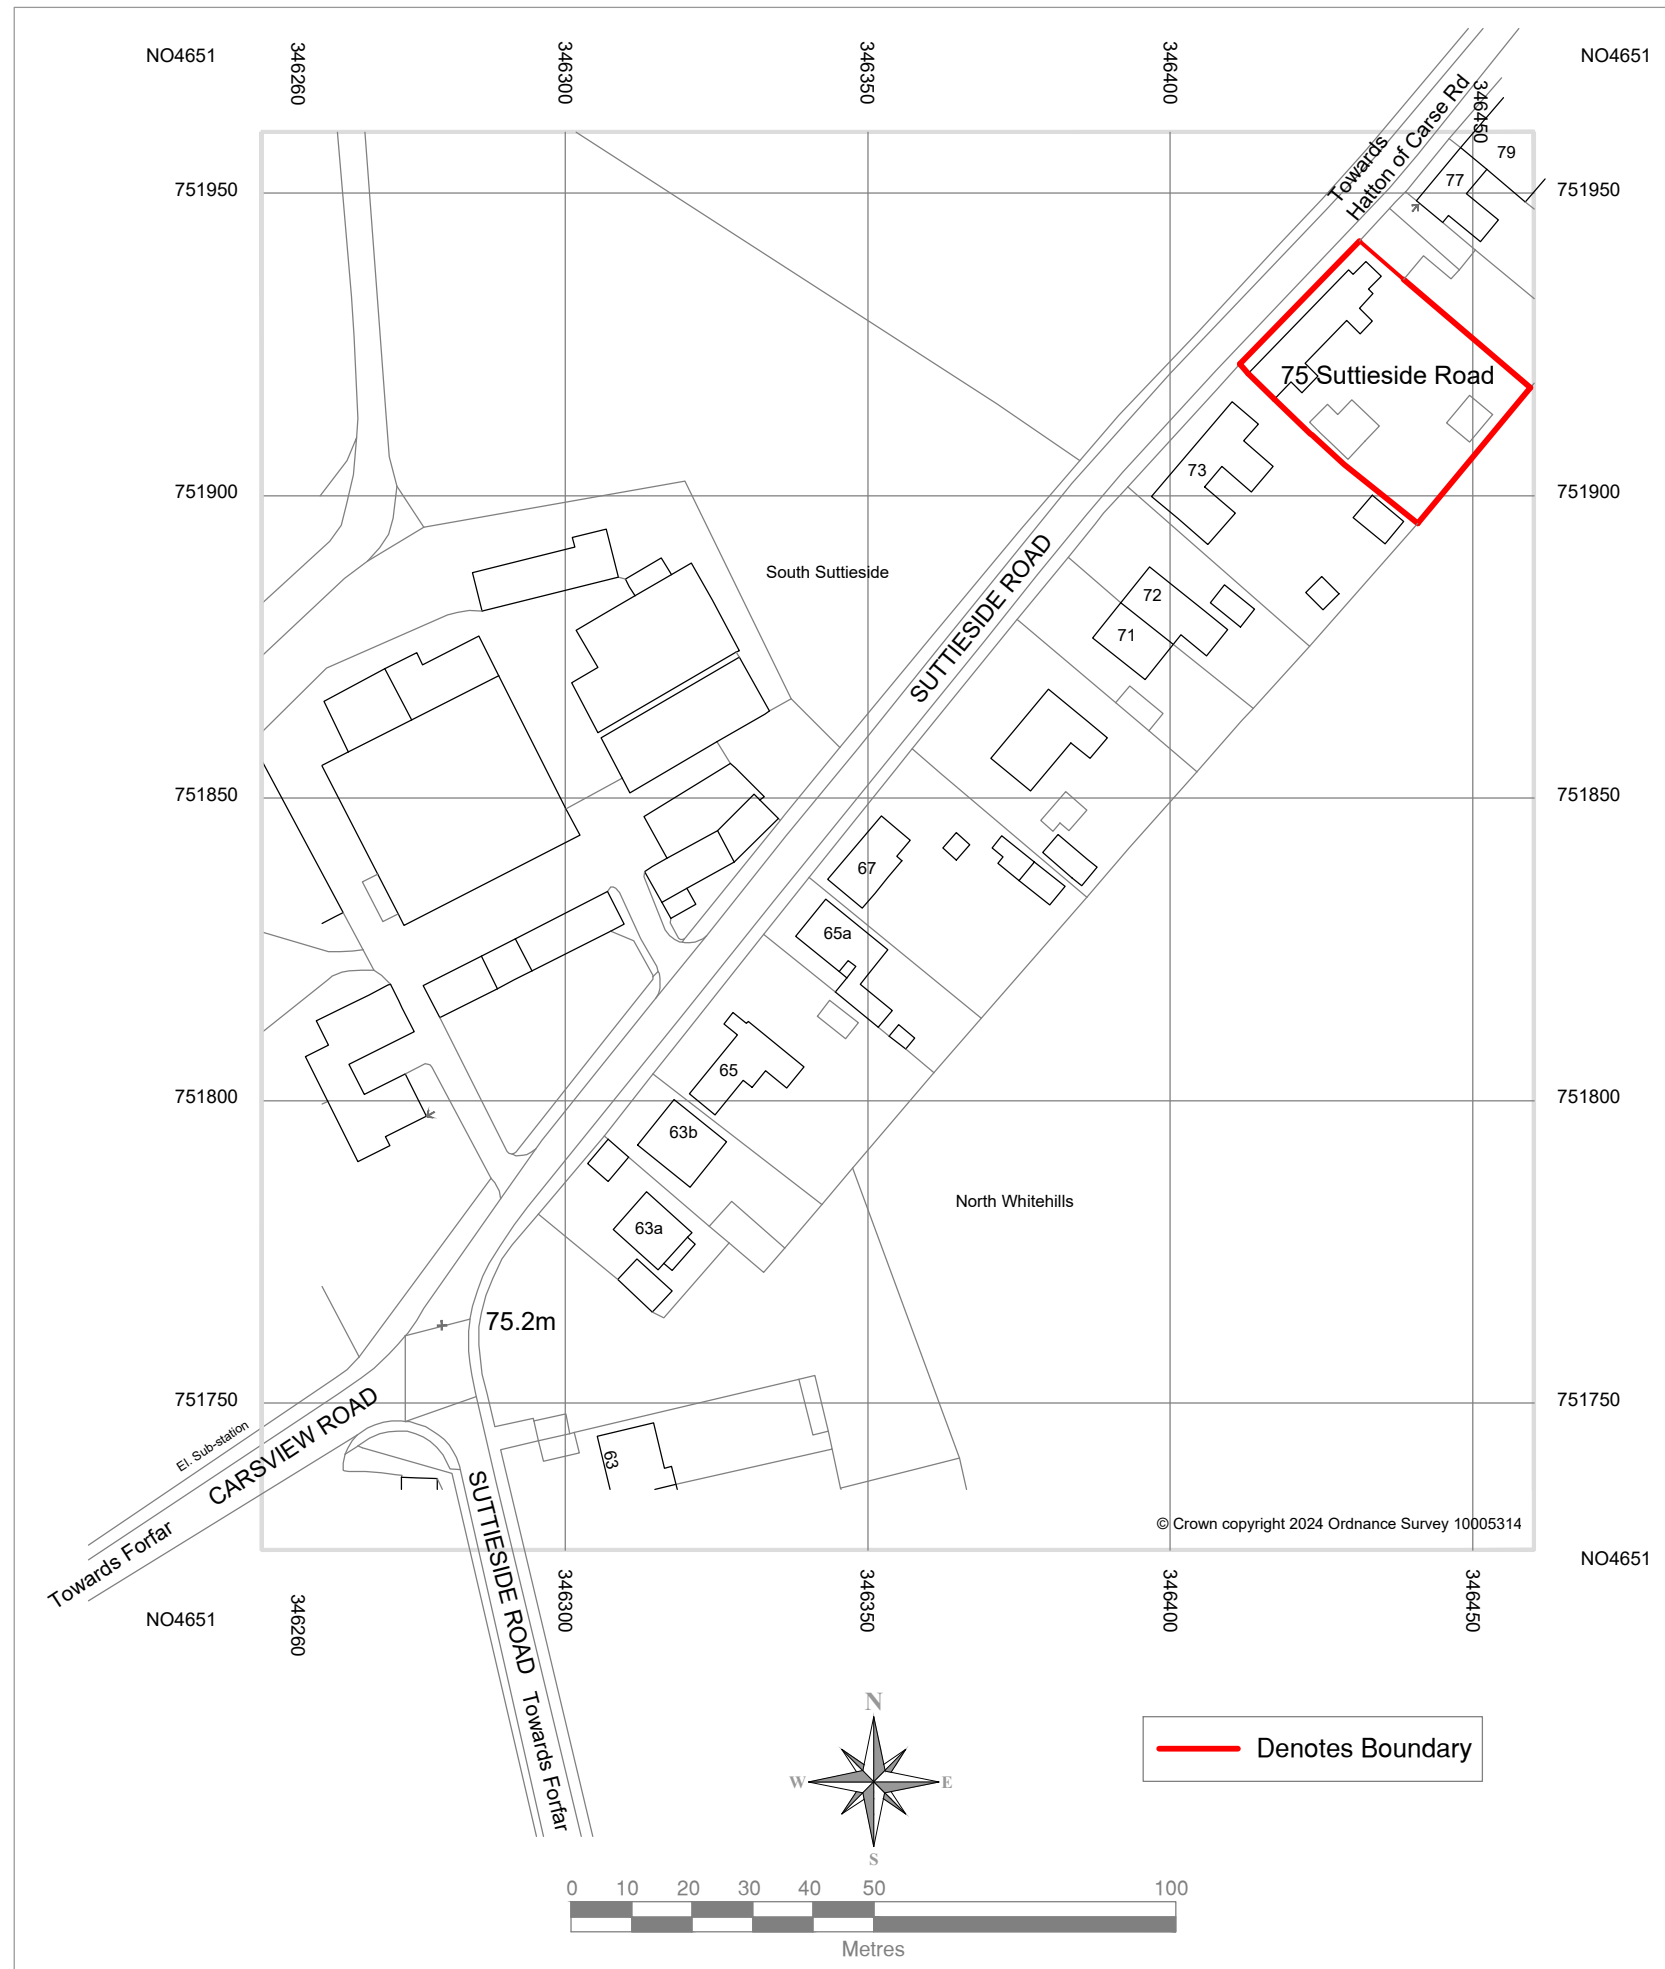 NO4651
346260
346300
346350
346400
346450
NO4651
Towards
Hatton of Carse Rd
79
77
751950
751950
75 Suttieside Road
73
751900
751900
South Suttieside
SUTTIESIDE ROAD
72
71
751850
751850
67
65a
65
751800
751800
63b
63a
North Whitehills
75.2m
751750
751750
El. Sub-station
CARSVIEW ROAD
Towards Forfar
63
SUTTIESIDE ROAD
Towards Forfar
© Crown copyright 2024 Ordnance Survey 10005314
NO4651
NO4651
346260
346300
346350
346400
346450
N
W
E
S
Denotes Boundary
0 10 20 30 40 50 100
Metres